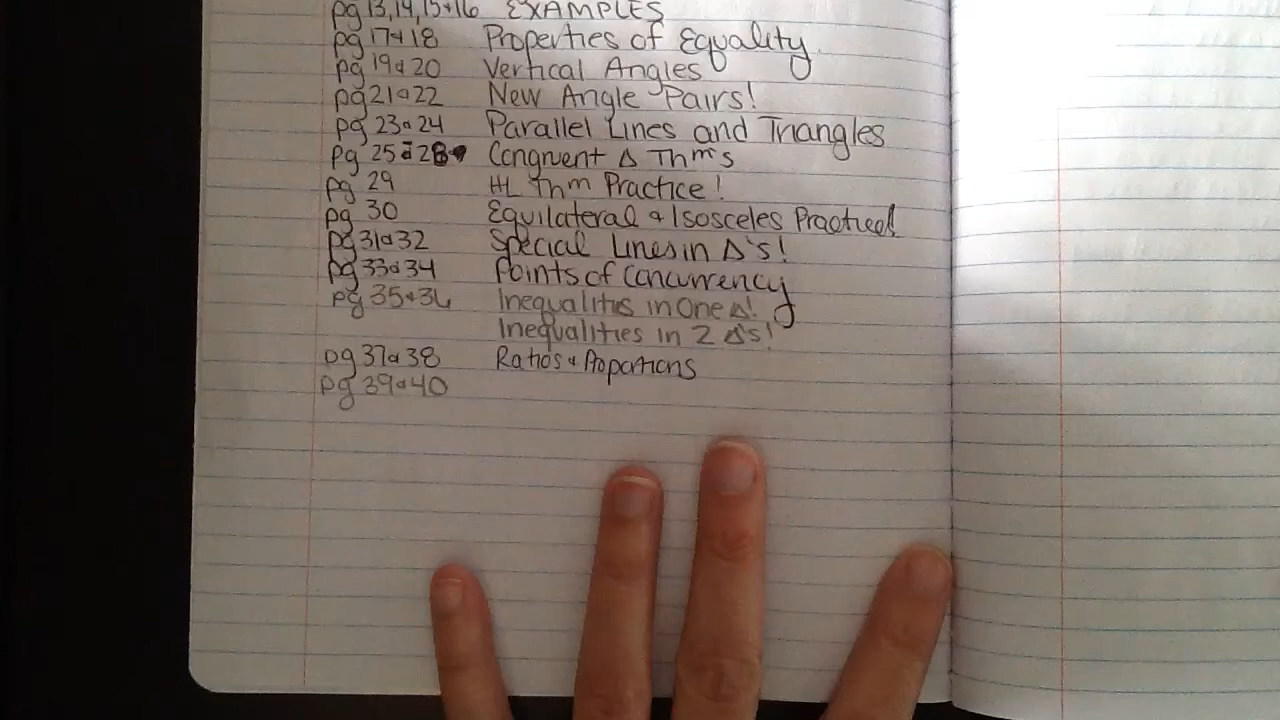 pg 13,14,15+16 EXAMPLES
pg 17+18 Properties of Equality
pg 19&20 Vertical Angles
pg 21&22 New Angle Pairs!
pg 23&24 Parallel Lines and Triangles
pg 25&28 Congruent Δ Thm's
pg 29 HL Thm Practice!
pg 30 Equilateral & Isosceles Practice!
pg 31&32 Special Lines in Δ's!
pg 33&34 Points of Concurrency
pg 35+36 Inequalities in One Δ!
Inequalities in 2 Δ's!
pg 37&38 Ratios & Proportions
pg 39&40